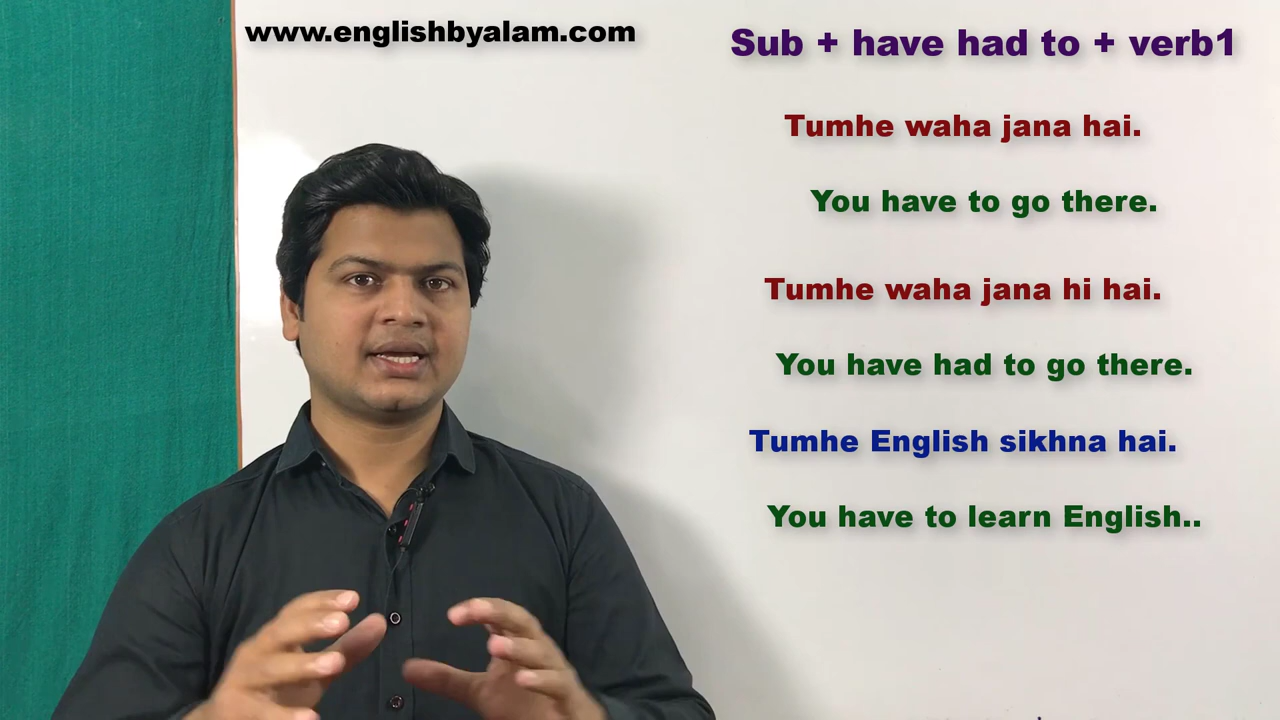 www.englishbyalam.com
Sub + have had to + verb1
Tumhe waha jana hai.
You have to go there.
Tumhe waha jana hi hai.
You have had to go there.
Tumhe English sikhna hai.
You have to learn English..